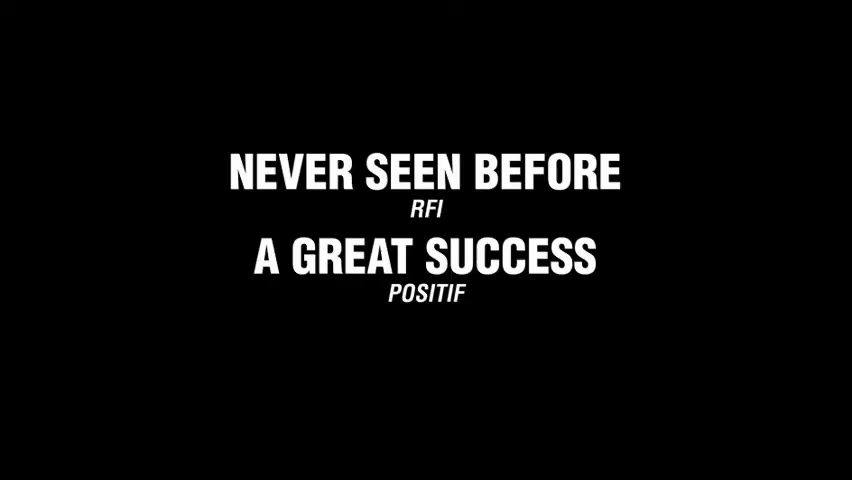 NEVER SEEN BEFORE
RFI
A GREAT SUCCESS
POSITIF